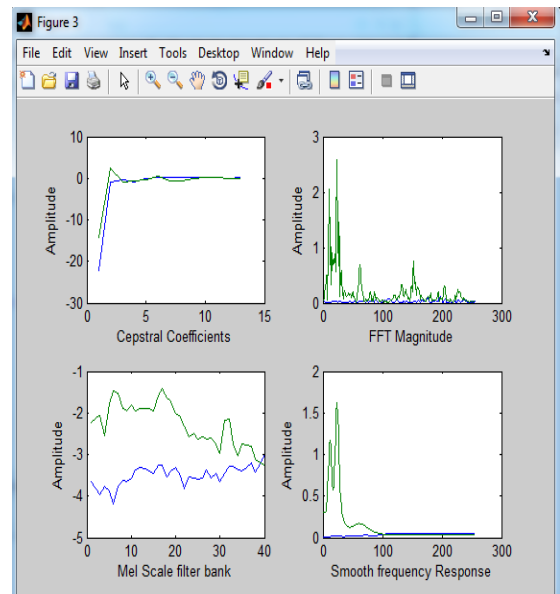 Figure 3
File Edit View Insert Tools Desktop Window Help
Amplitude
10
0
-10
-20
-30
0 5 10 15
Cepstral Coefficients
Amplitude
3
2
1
0
0 100 200 300
FFT Magnitude
Amplitude
-1
-2
-3
-4
-5
0 10 20 30 40
Mel Scale filter bank
Amplitude
2
1.5
1
0.5
0
0 100 200 300
Smooth frequency Response